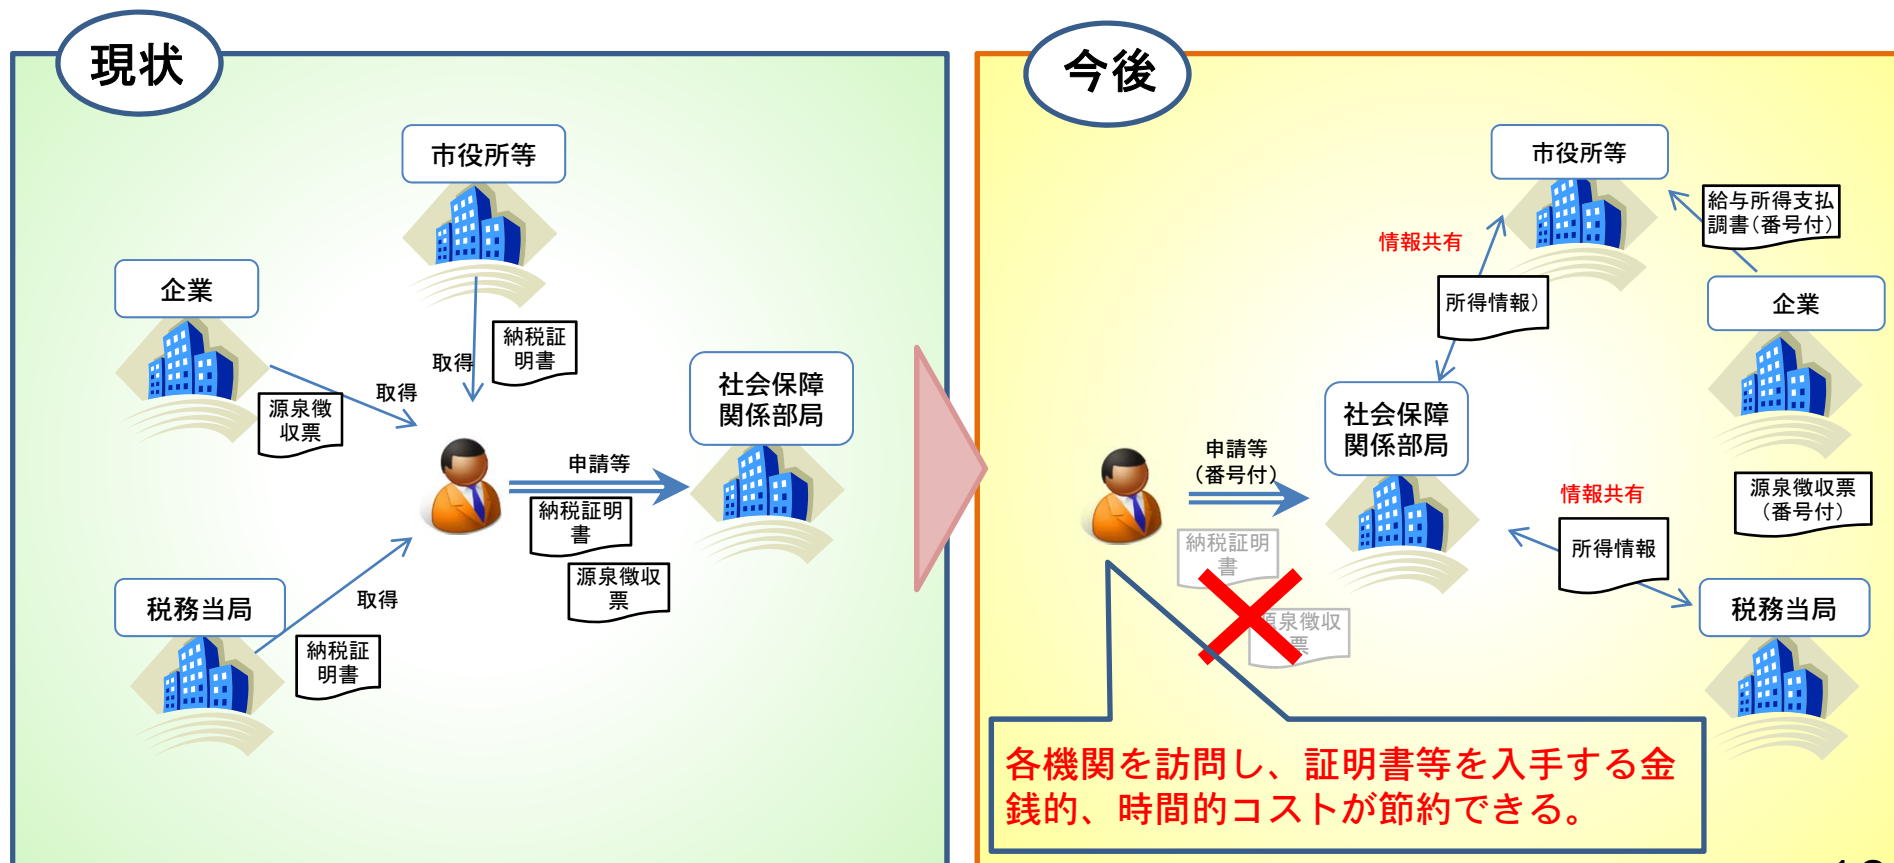 現状
市役所等
企業
納税証
明書
取得
取得
源泉徴
収票
社会保障
関係部局
申請等
納税証明
書
源泉徴収
票
税務当局
取得
納税証
明書
今後
市役所等
給与所得支払
調書(番号付)
情報共有
所得情報)
企業
社会保障
関係部局
申請等
(番号付)
情報共有
源泉徴収票
(番号付)
所得情報
納税証明
書
源泉徴収
票
税務当局
各機関を訪問し、証明書等を入手する金
銭的、時間的コストが節約できる。